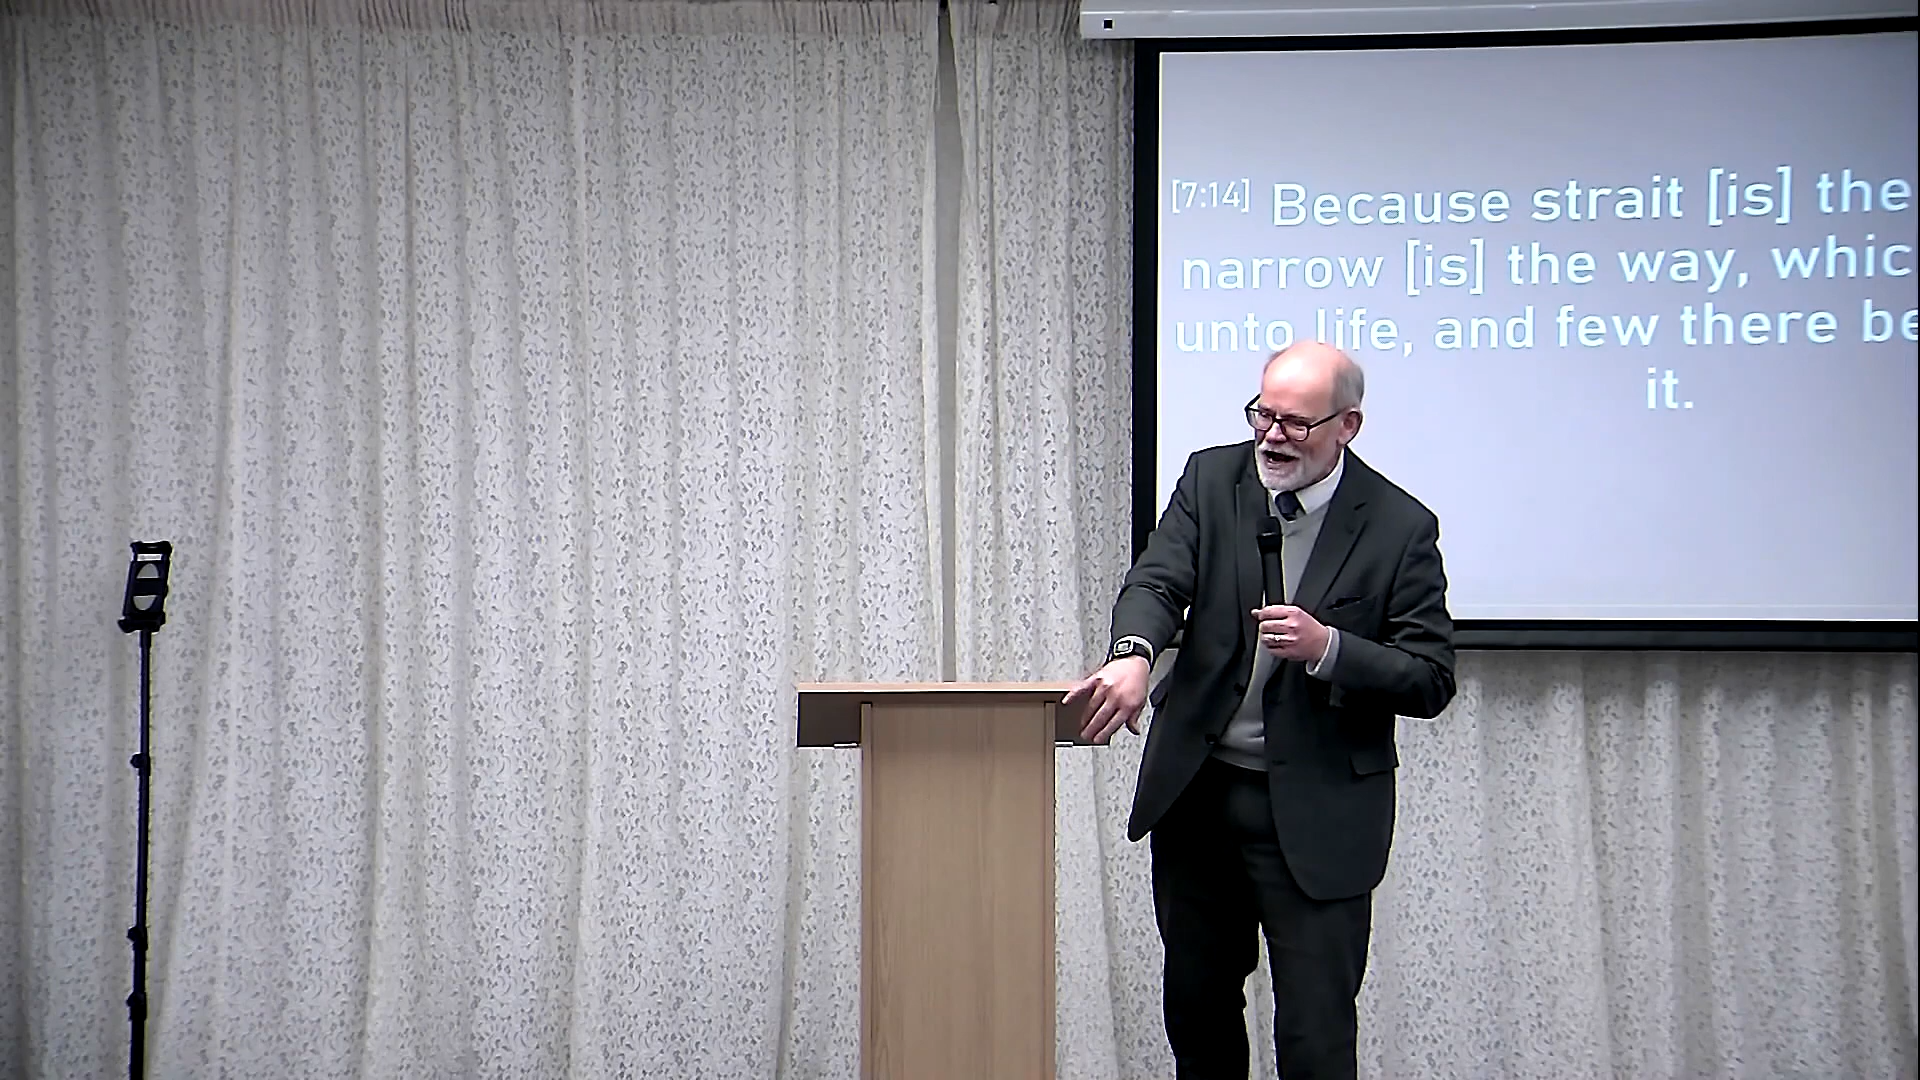 [7:14] Because strait [is] the
narrow [is] the way, whic
unto life, and few there be
it.